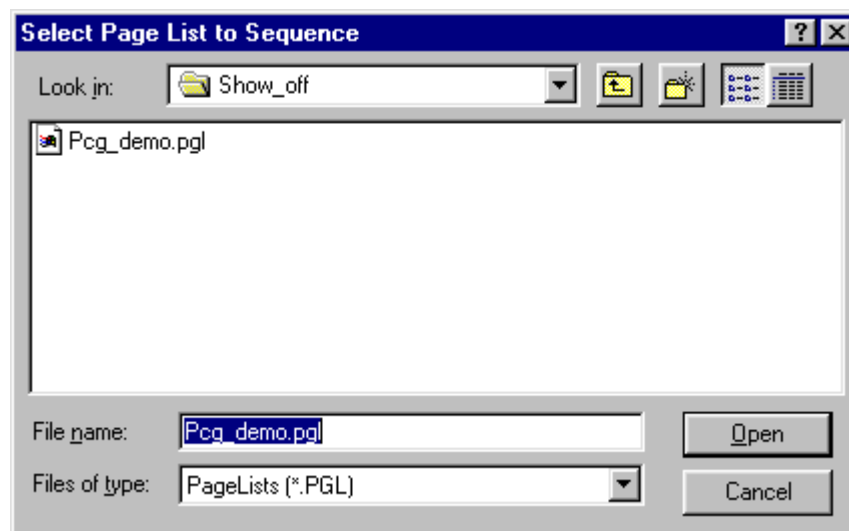 Select Page List to Sequence
Look in: Show_off
Pcg_demo.pgl
File name: Pcg_demo.pgl Open
Files of type: PageLists (*.PGL) Cancel